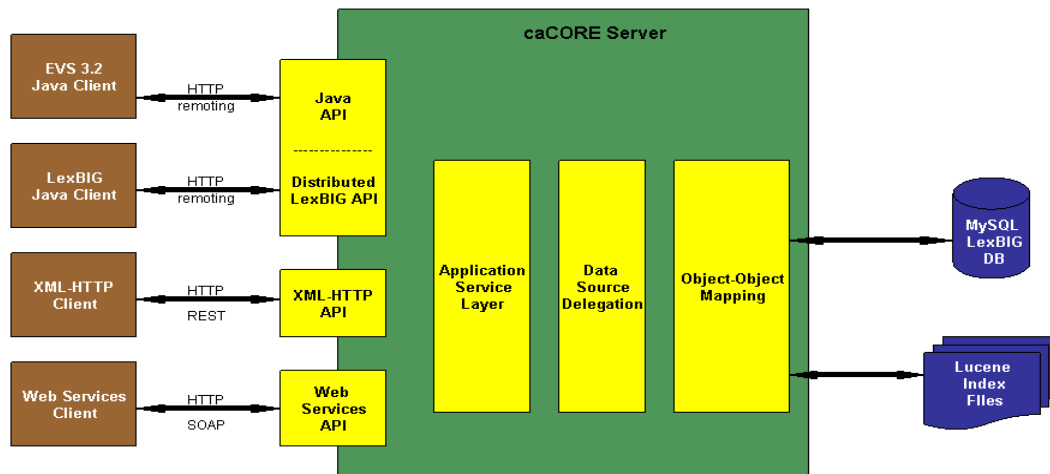 caCORE Server
EVS 3.2
Java Client
HTTP
remoting
Java
API
LexBIG
Java Client
HTTP
remoting
Distributed
LexBIG API
XML-HTTP
Client
HTTP
REST
XML-HTTP
API
Web Services
Client
HTTP
SOAP
Web
Services
API
Application
Service
Layer
Data
Source
Delegation
Object-Object
Mapping
MySQL
LexBIG
DB
Lucene
Index
FIles